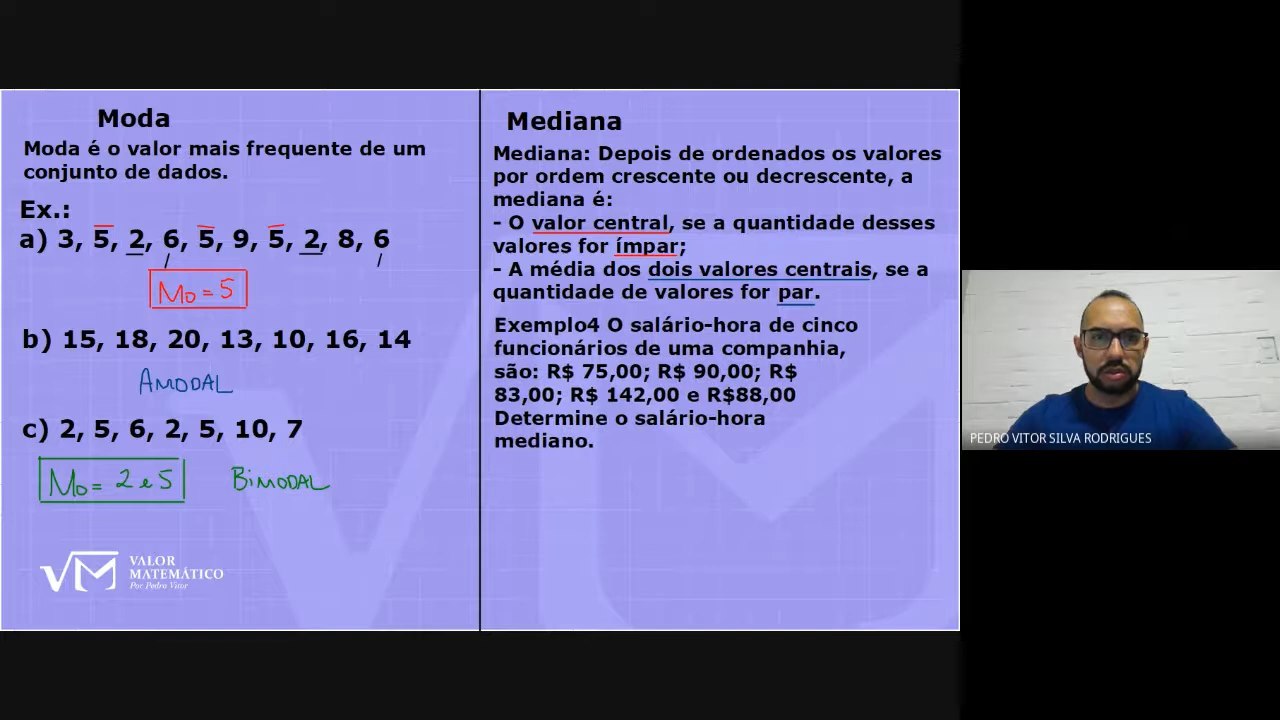 Moda
Moda é o valor mais frequente de um
conjunto de dados.
Ex.:
a) 3, 5, 2, 6, 5, 9, 5, 2, 8, 6
Mo = 5
b) 15, 18, 20, 13, 10, 16, 14
AMODAL
c) 2, 5, 6, 2, 5, 10, 7
Mo = 2 e 5 BiMODAL
VM VALOR
MATEMÁTICO
Por Pedro Vitor
Mediana
Mediana: Depois de ordenados os valores
por ordem crescente ou decrescente, a
mediana é:
- O valor central, se a quantidade desses
valores for ímpar;
- A média dos dois valores centrais, se a
quantidade de valores for par.
Exemplo4 O salário-hora de cinco
funcionários de uma companhia,
são: R$ 75,00; R$ 90,00; R$
83,00; R$ 142,00 e R$88,00
Determine o salário-hora
mediano.
PEDRO VITOR SILVA RODRIGUES